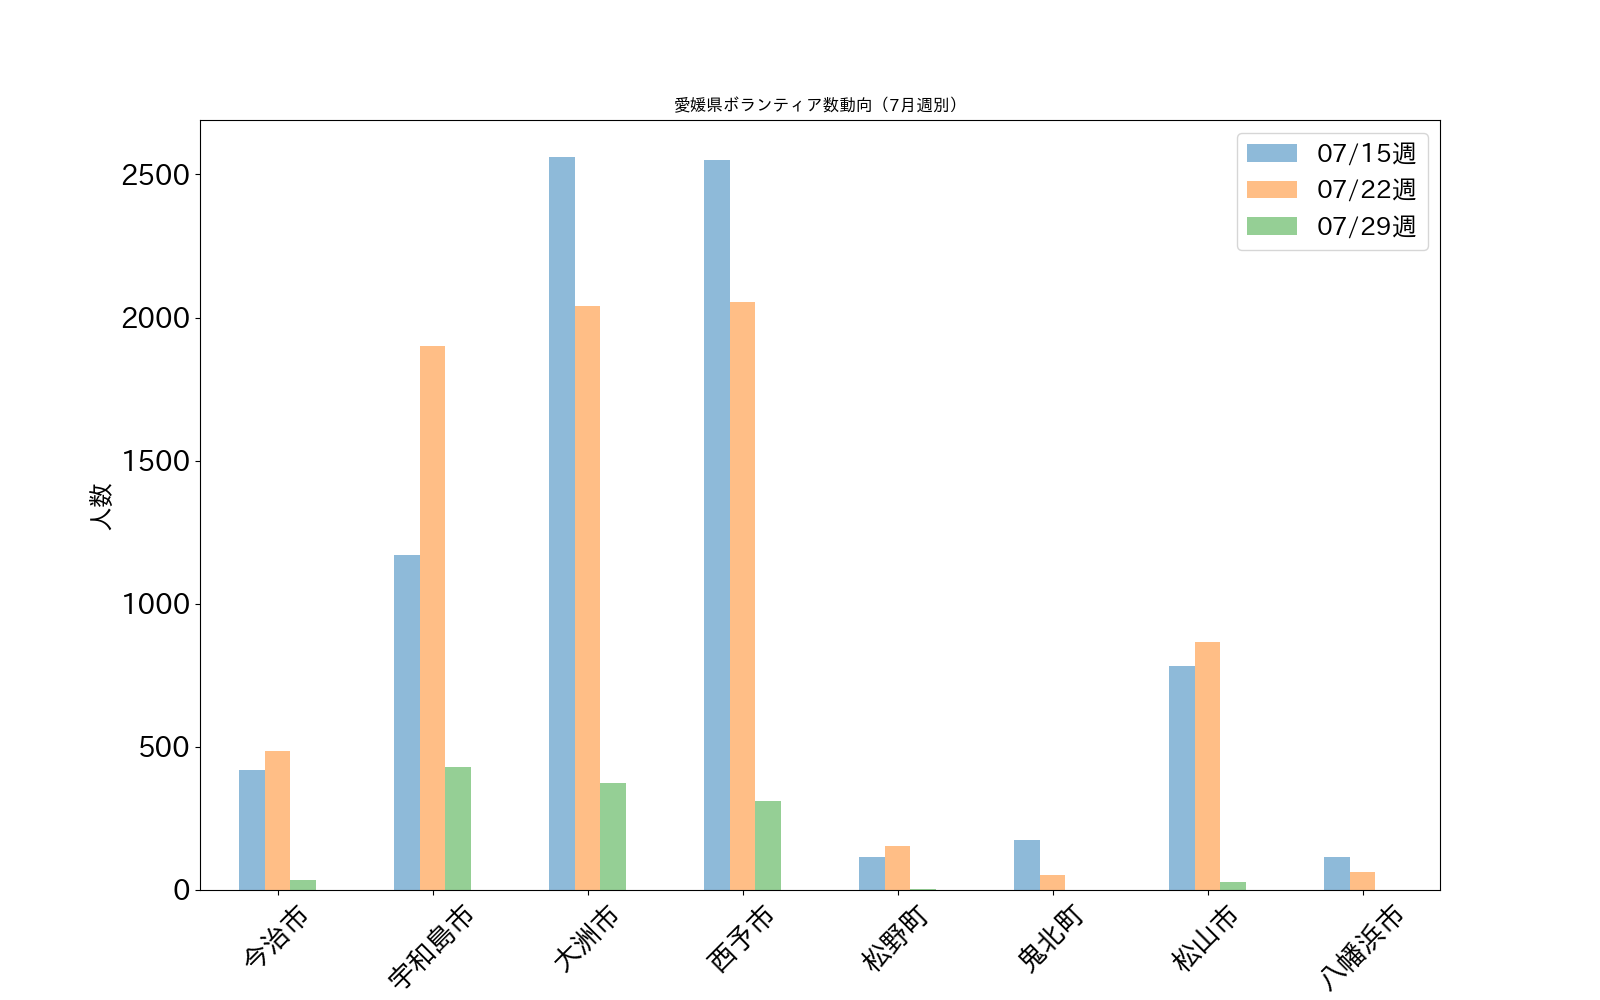 愛媛県ボランティア数動向（7月週別）
07/15週
07/22週
07/29週
2500
2000
1500
1000
500
0
人数
今治市
宇和島市
大洲市
西予市
松野町
鬼北町
松山市
八幡浜市